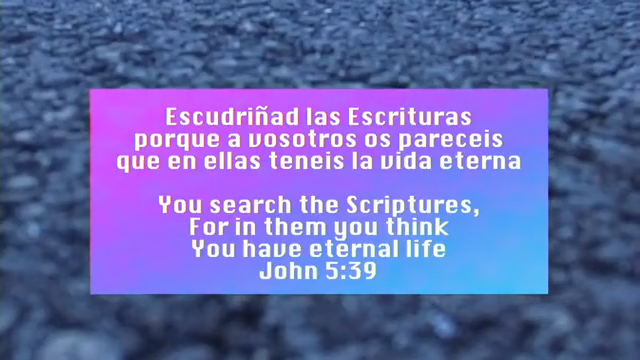 Escudriñad las Escrituras
porque a vosotros os pareceis
que en ellas teneis la vida eterna
You search the Scriptures,
For in them you think
You have eternal life
John 5:39